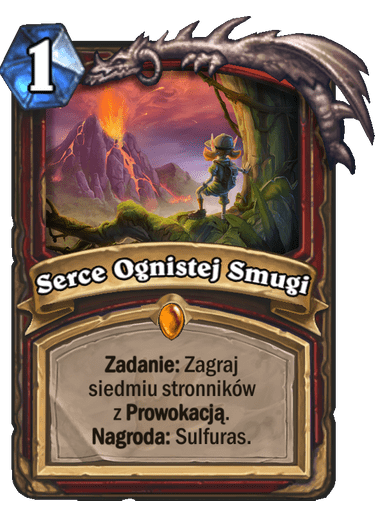 1
Serce Ognistej Smugi
Zadanie: Zagraj
siedmiu stronników
z Prowokacją.
Nagroda: Sulfuras.